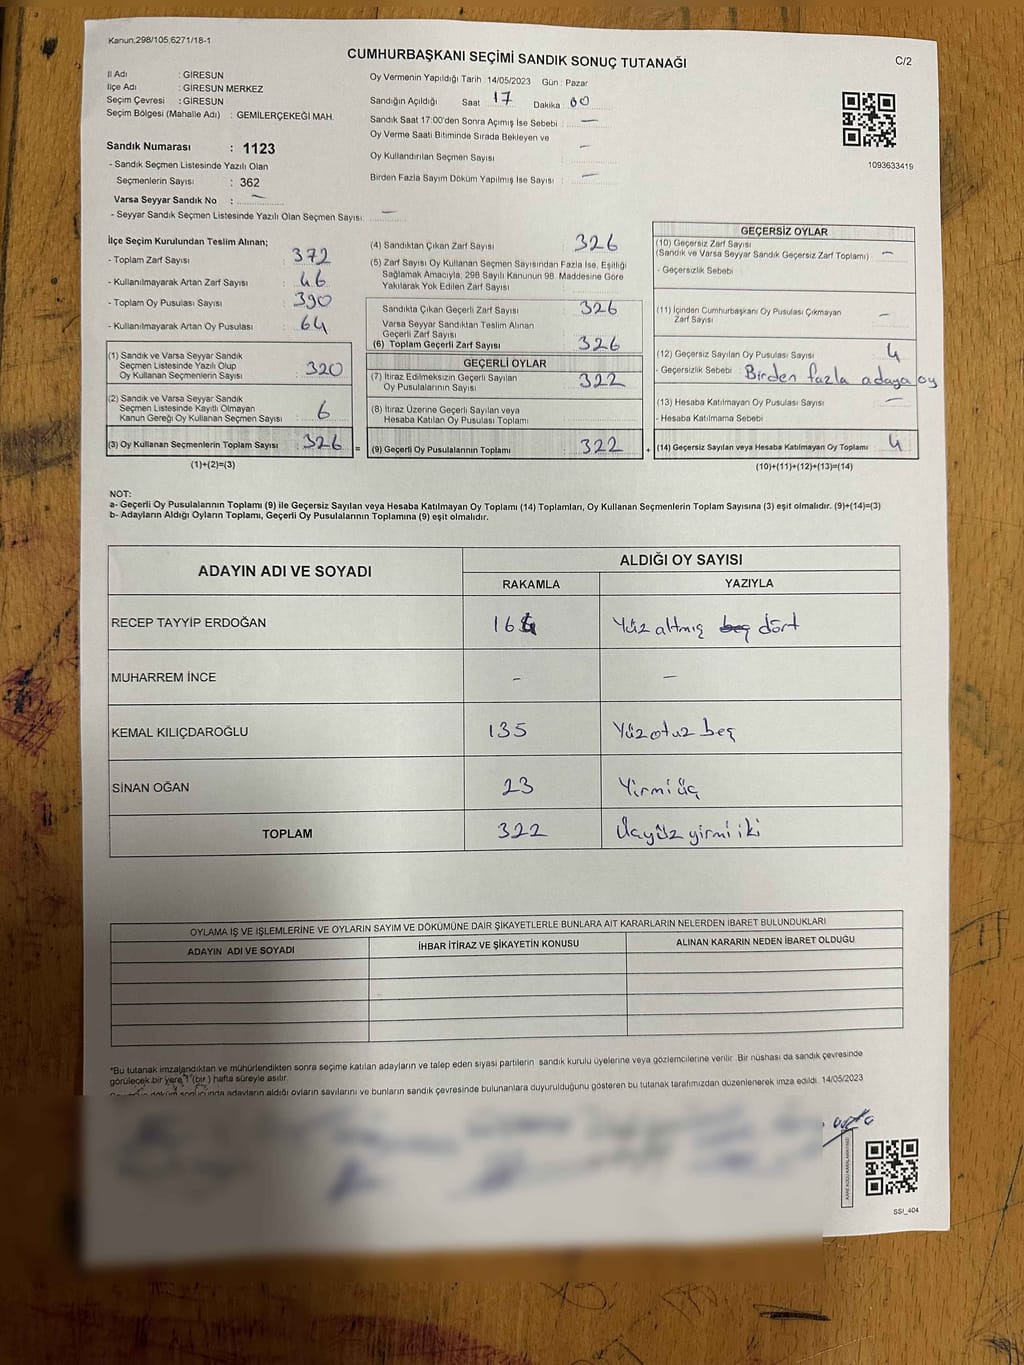 Kanun,298/105,6271/18-1
CUMHURBAŞKANI SEÇİMİ SANDIK SONUÇ TUTANAĞI
C/2
İl Adı : GİRESUN
İlçe Adı : GİRESUN MERKEZ
Seçim Çevresi : GİRESUN
Seçim Bölgesi (Mahalle Adı) : GEMİLERÇEKEĞİ MAH.
Sandık Numarası : 1123
- Sandık Seçmen Listesinde Yazılı Olan
Seçmenlerin Sayısı : 362
Varsa Seyyar Sandık No : –
- Seyyar Sandık Seçmen Listesinde Yazılı Olan Seçmen Sayısı: –
Oy Vermenin Yapıldığı Tarih : 14/05/2023 Gün : Pazar
Sandığın Açıldığı Saat 17 Dakika : 00
Sandık Saat 17:00'den Sonra Açımış İse Sebebi : –
Oy Verme Saati Bitiminde Sırada Bekleyen ve
Oy Kullandırılan Seçmen Sayısı –
Birden Fazla Sayım Döküm Yapılmış İse Sayısı : –
1093633419
İlçe Seçim Kurulundan Teslim Alınan;
- Toplam Zarf Sayısı : 372
- Kullanılmayarak Artan Zarf Sayısı : 46
- Toplam Oy Pusulası Sayısı : 390
- Kullanılmayarak Artan Oy Pusulası : 64
(1) Sandık ve Varsa Seyyar Sandık
Seçmen Listesinde Yazılı Olup
Oy Kullanan Seçmenlerin Sayısı : 320
(2) Sandık ve Varsa Seyyar Sandık
Seçmen Listesinde Kayıtlı Olmayan
Kanun Gereği Oy Kullanan Seçmen Sayısı : 6
(3) Oy Kullanan Seçmenlerin Toplam Sayısı : 326 =
(1)+(2)=(3)
(4) Sandıktan Çıkan Zarf Sayısı : 326
(5) Zarf Sayısı Oy Kullanan Seçmen Sayısından Fazla İse, Eşitliği
Sağlamak Amacıyla; 298 Sayılı Kanunun 98. Maddesine Göre
Yakılarak Yok Edilen Zarf Sayısı :
Sandıkta Çıkan Geçerli Zarf Sayısı : 326
Varsa Seyyar Sandıktan Teslim Alınan
Geçerli Zarf Sayısı :
(6) Toplam Geçerli Zarf Sayısı : 326
GEÇERLİ OYLAR
(7) İtiraz Edilmeksizin Geçerli Sayılan
Oy Pusulalarının Sayısı : 322
(8) İtiraz Üzerine Geçerli Sayılan veya
Hesaba Katılan Oy Pusulası Toplamı :
(9) Geçerli Oy Pusulalarının Toplamı : 322 +
GEÇERSİZ OYLAR
(10) Geçersiz Zarf Sayısı
(Sandık ve Varsa Seyyar Sandık Geçersiz Zarf Toplamı) : –
- Geçersizlik Sebebi
(11) İçinden Cumhurbaşkanı Oy Pusulası Çıkmayan
Zarf Sayısı –
(12) Geçersiz Sayılan Oy Pusulası Sayısı : 4
- Geçersizlik Sebebi : Birden fazla adaya oy
(13) Hesaba Katılmayan Oy Pusulası Sayısı : –
- Hesaba Katılmama Sebebi
(14) Geçersiz Sayılan veya Hesaba Katılmayan Oy Toplamı : 4
(10)+(11)+(12)+(13)=(14)
NOT:
a- Geçerli Oy Pusulalarının Toplamı (9) ile Geçersiz Sayılan veya Hesaba Katılmayan Oy Toplamı (14) Toplamları, Oy Kullanan Seçmenlerin Toplam Sayısına (3) eşit olmalıdır. (9)+(14)=(3)
b- Adayların Aldığı Oyların Toplamı, Geçerli Oy Pusulalarının Toplamına (9) eşit olmalıdır.
ADAYIN ADI VE SOYADI ALDIĞI OY SAYISI
RAKAMLA YAZIYLA
RECEP TAYYİP ERDOĞAN 164 Yüz altmış beş dört
MUHARREM İNCE – –
KEMAL KILIÇDAROĞLU 135 Yüz otuz beş
SİNAN OĞAN 23 Yirmi üç
TOPLAM 322 Üçyüz yirmi iki
OYLAMA İŞ VE İŞLEMLERİNE VE OYLARIN SAYIM VE DÖKÜMÜNE DAİR ŞİKAYETLERLE BUNLARA AİT KARARLARIN NELERDEN İBARET BULUNDUKLARI
ADAYIN ADI VE SOYADI İHBAR İTİRAZ VE ŞİKAYETİN KONUSU ALINAN KARARIN NEDEN İBARET OLDUĞU
*Bu tutanak imzalandıktan ve mühürlendikten sonra seçime katılan adayların ve talep eden siyasi partilerin sandık kurulu üyelerine veya gözlemcilerine verilir. Bir nüshası da sandık çevresinde
görülecek bir yere 1 (bir) hafta süreyle asılır.
adayların aldığı oyların sayılarını ve bunların sandık çevresinde bulunanlara duyurulduğunu gösteren bu tutanak tarafımızdan düzenlenerek imza edildi. 14/05/2023
SSI_404